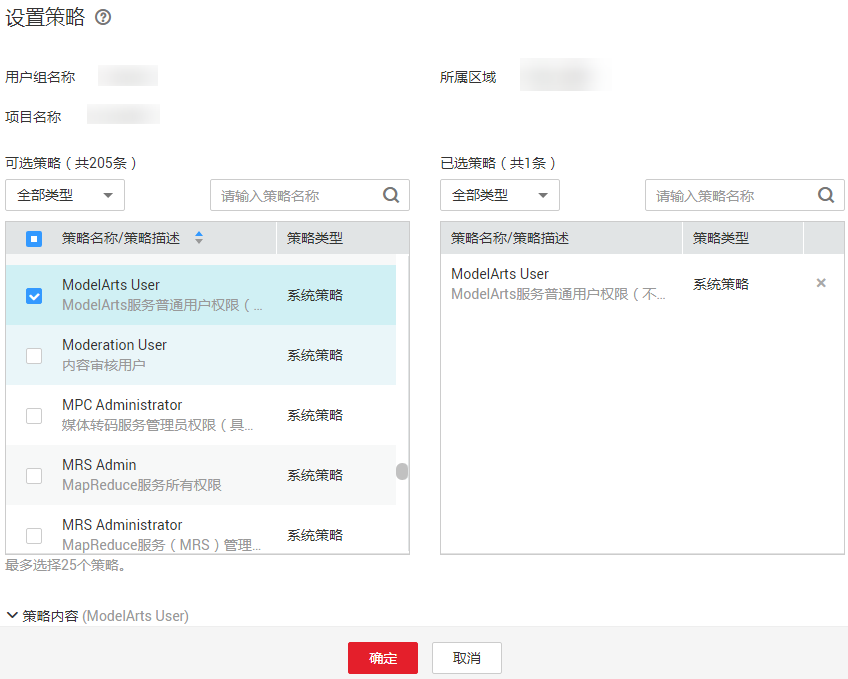 设置策略 ?
用户组名称
所属区域
项目名称
可选策略（共205条）
已选策略（共1条）
全部类型
请输入策略名称
全部类型
请输入策略名称
策略名称/策略描述 策略类型
策略名称/策略描述 策略类型
ModelArts User
ModelArts服务普通用户权限（...
系统策略
Moderation User
内容审核用户
系统策略
MPC Administrator
媒体转码服务管理员权限（具...
系统策略
MRS Admin
MapReduce服务所有权限
系统策略
MRS Administrator
MapReduce服务（MRS）管理...
系统策略
ModelArts User
ModelArts服务普通用户权限（不...
系统策略
最多选择25个策略。
策略内容 (ModelArts User)
确定
取消